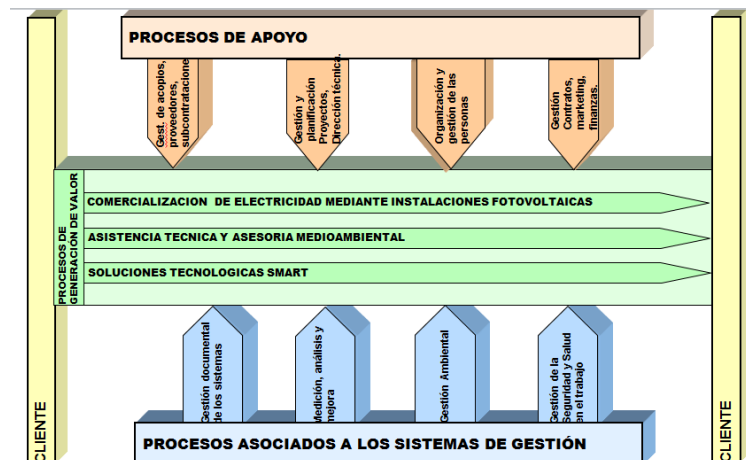 PROCESOS DE APOYO
Gest. de acopios,
proveedores,
subcontratacione
Gestión y
planificación
Proyectos,
Dirección técnica.
Organización y
gestión de las
personas
Gestión
Contratos,
marketing,
finanzas.
PROCESOS DE
GENERACIÓN DE VALOR
COMERCIALIZACION DE ELECTRICIDAD MEDIANTE INSTALACIONES FOTOVOLTAICAS
ASISTENCIA TECNICA Y ASESORIA MEDIOAMBIENTAL
SOLUCIONES TECNOLOGICAS SMART
Gestión documental
de los sistemas
Medición, análisis y
mejora
Gestión Ambiental
Gestión de la
Seguridad y Salud
en el trabajo
PROCESOS ASOCIADOS A LOS SISTEMAS DE GESTIÓN
CLIENTE
CLIENTE